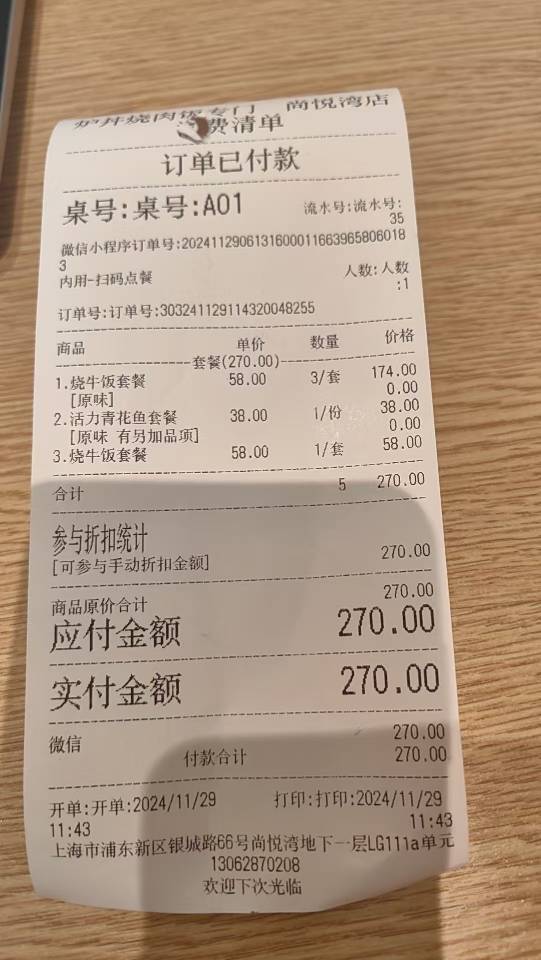 炉丼烧肉饭专门 尚悦湾店
费清单
订单已付款
桌号:桌号:A01 流水号:流水号:
35
微信小程序订单号:2024112906131600011663965806018
3
内用-扫码点餐 人数:人数
:1
订单号:订单号:303241129114320048255
商品 单价 数量 价格
套餐(270.00)
1.烧牛饭套餐 58.00 3/套 174.00
[原味] 0.00
2.活力青花鱼套餐 38.00 1/份 38.00
[原味 有另加品项] 0.00
3.烧牛饭套餐 58.00 1/套 58.00
合计 5 270.00
参与折扣统计
[可参与手动折扣金额] 270.00
商品原价合计 270.00
应付金额 270.00
实付金额 270.00
微信 270.00
付款合计 270.00
开单:开单:2024/11/29 打印:打印:2024/11/29
11:43 11:43
上海市浦东新区银城路66号尚悦湾地下一层LG111a单元
13062870208
欢迎下次光临